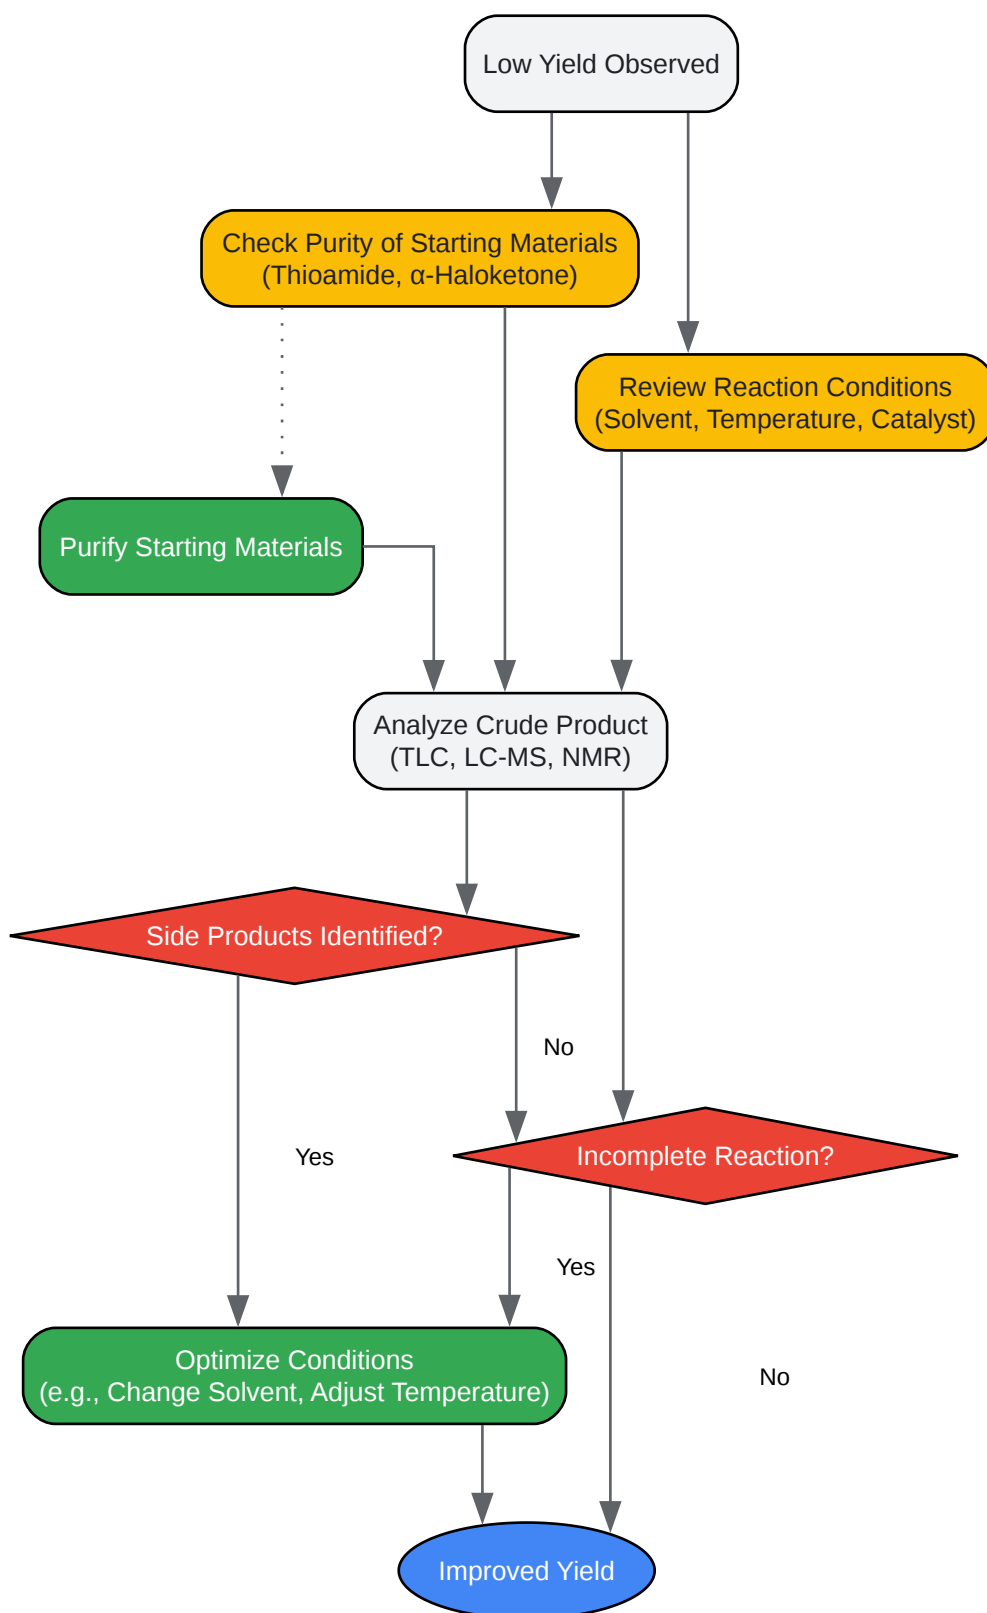 Low Yield Observed
Check Purity of Starting Materials
(Thioamide, α-Haloketone)
Review Reaction Conditions
(Solvent, Temperature, Catalyst)
Purify Starting Materials
Analyze Crude Product
(TLC, LC-MS, NMR)
Side Products Identified?
No
Yes
Incomplete Reaction?
Yes
Optimize Conditions
(e.g., Change Solvent, Adjust Temperature)
No
Improved Yield